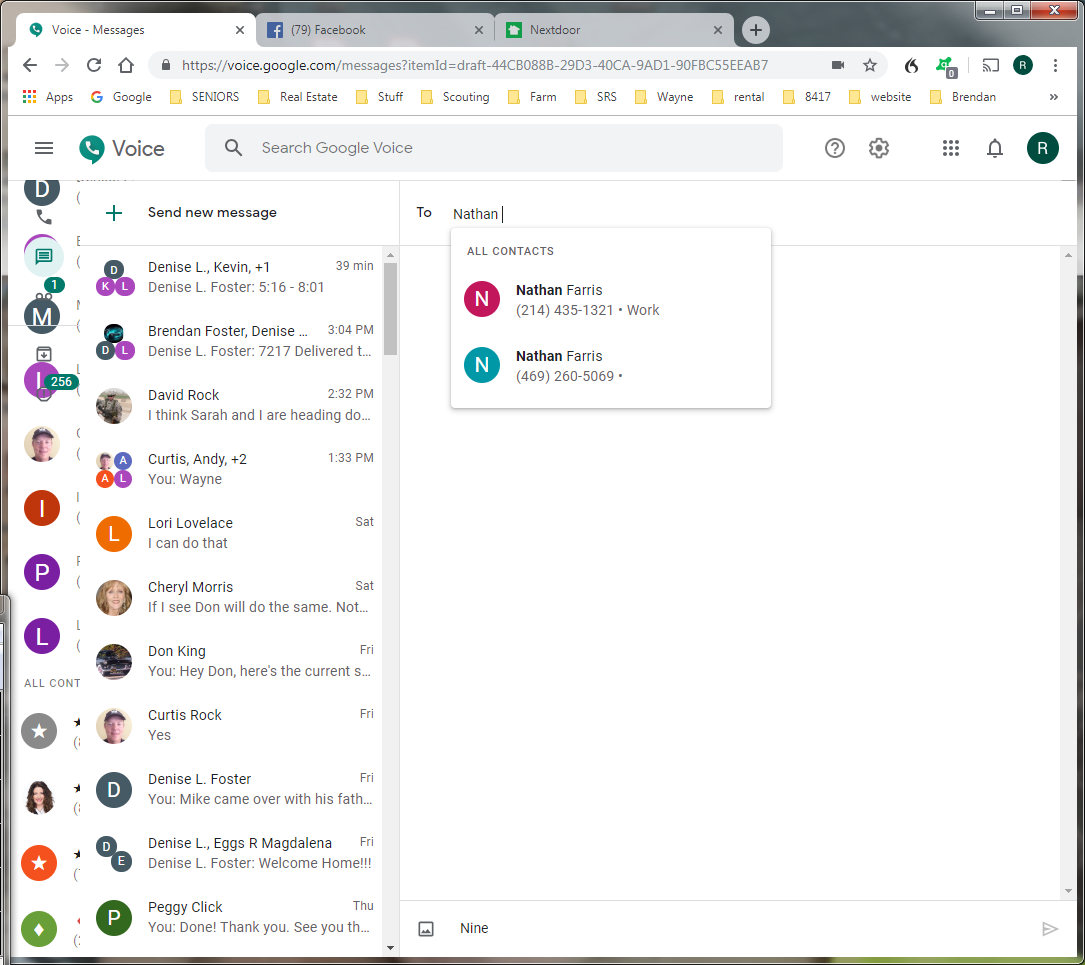 Voice - Messages
(79) Facebook
Nextdoor
https://voice.google.com/messages?itemId=draft-44CB088B-29D3-40CA-9AD1-90FBC55EEAB7
0
R
Apps
Google
SENIORS
Real Estate
Stuff
Scouting
Farm
SRS
Wayne
rental
8417
website
Brendan
»
Voice
Search Google Voice
R
D
1
M
L
256
I
P
L
ALL CONT
Send new message
D
K L
Denise L., Kevin, +1
39 min
Denise L. Foster: 5:16 - 8:01
D L
Brendan Foster, Denise ...
3:04 PM
Denise L. Foster: 7217 Delivered t...
David Rock
2:32 PM
I think Sarah and I are heading do...
A
A L
Curtis, Andy, +2
1:33 PM
You: Wayne
L
Lori Lovelace
Sat
I can do that
Cheryl Morris
Sat
If I see Don will do the same. Not...
Don King
Fri
You: Hey Don, here's the current s...
Curtis Rock
Fri
Yes
D
Denise L. Foster
Fri
You: Mike came over with his fath...
D
E
Denise L., Eggs R Magdalena
Fri
Denise L. Foster: Welcome Home!!!
P
Peggy Click
Thu
You: Done! Thank you. See you th...
To
Nathan
ALL CONTACTS
N
Nathan Farris
(214) 435-1321 • Work
N
Nathan Farris
(469) 260-5069 •
Nine